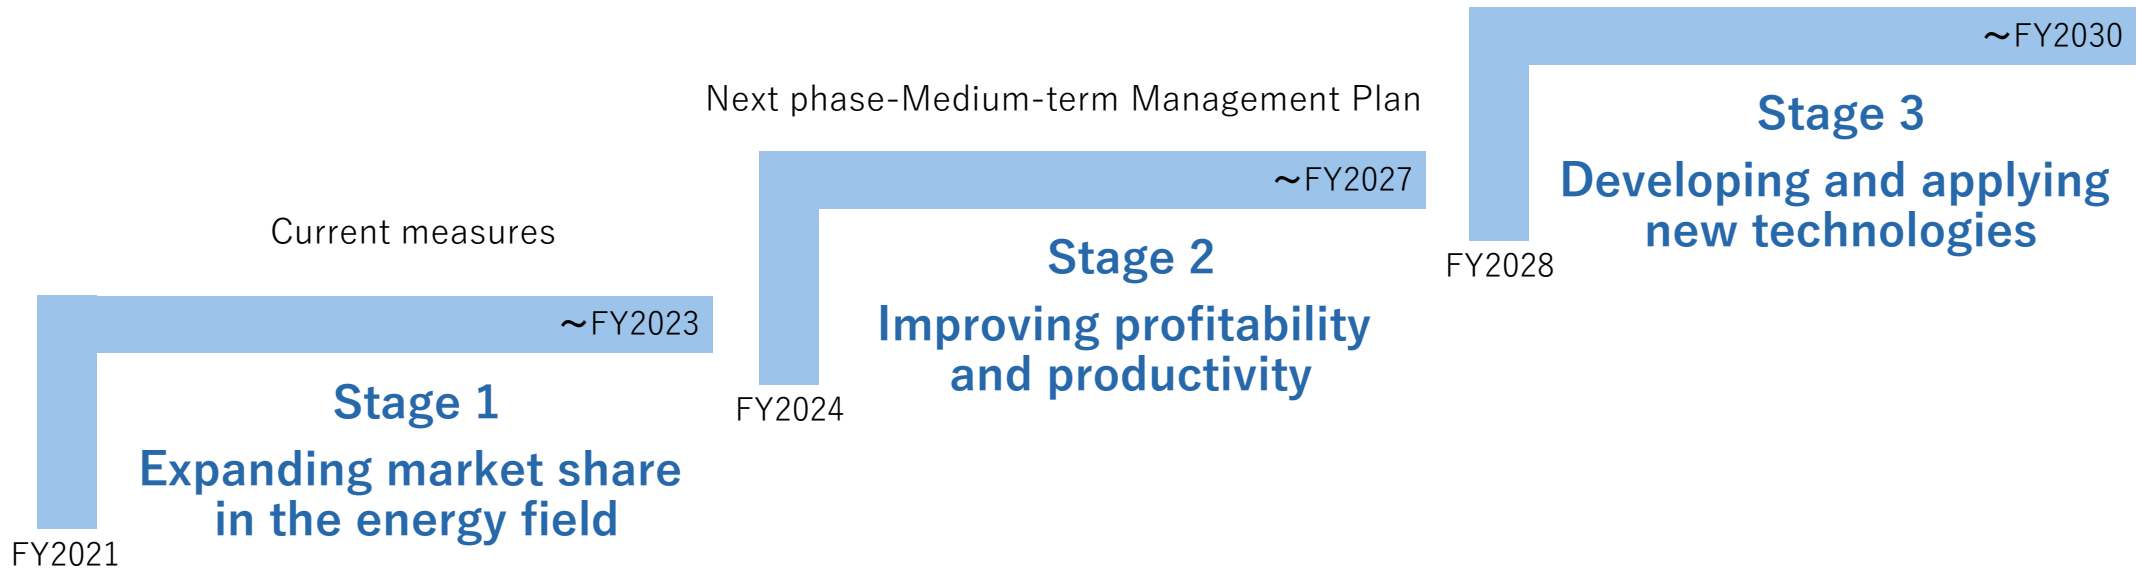 Current measures
~FY2023
Stage 1
Expanding market share
in the energy field
FY2021
Next phase-Medium-term Management Plan
~FY2027
Stage 2
Improving profitability
and productivity
FY2024
~FY2030
Stage 3
Developing and applying
new technologies
FY2028